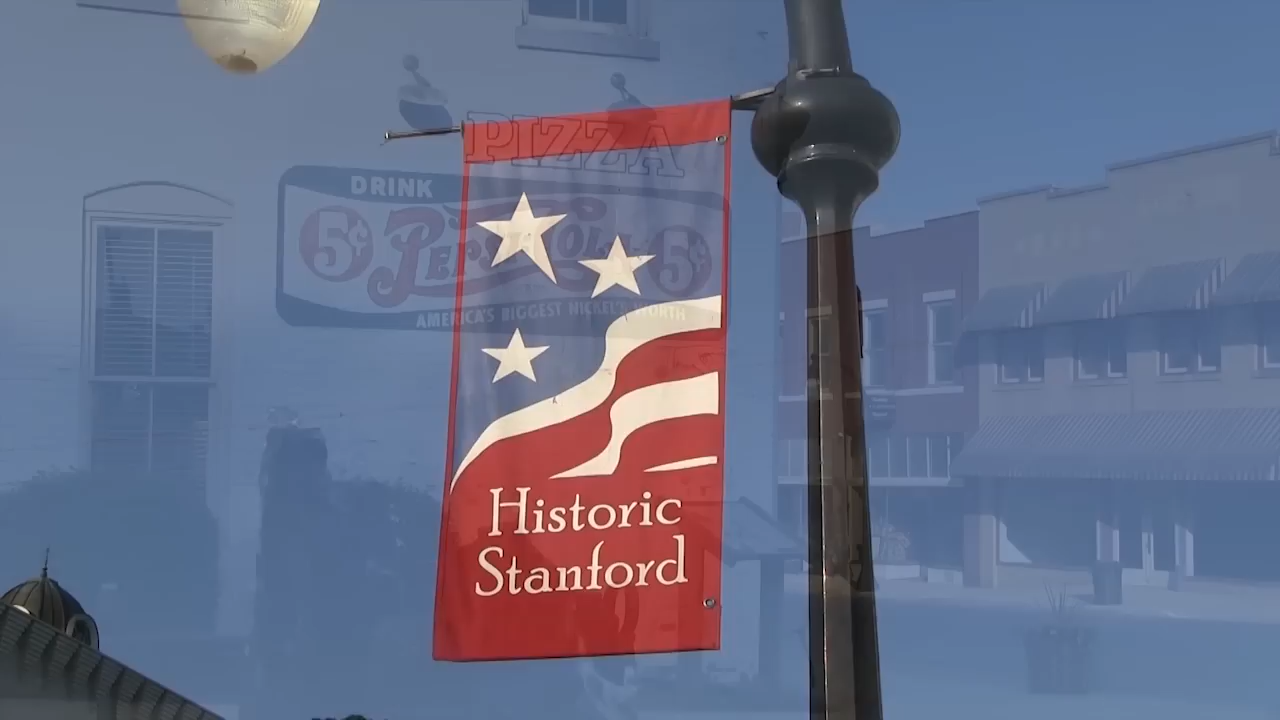 PIZZA
DRINK
5¢ PEPSI-COLA 5¢
AMERICA'S BIGGEST NICKEL'S WORTH
Historic
Stanford